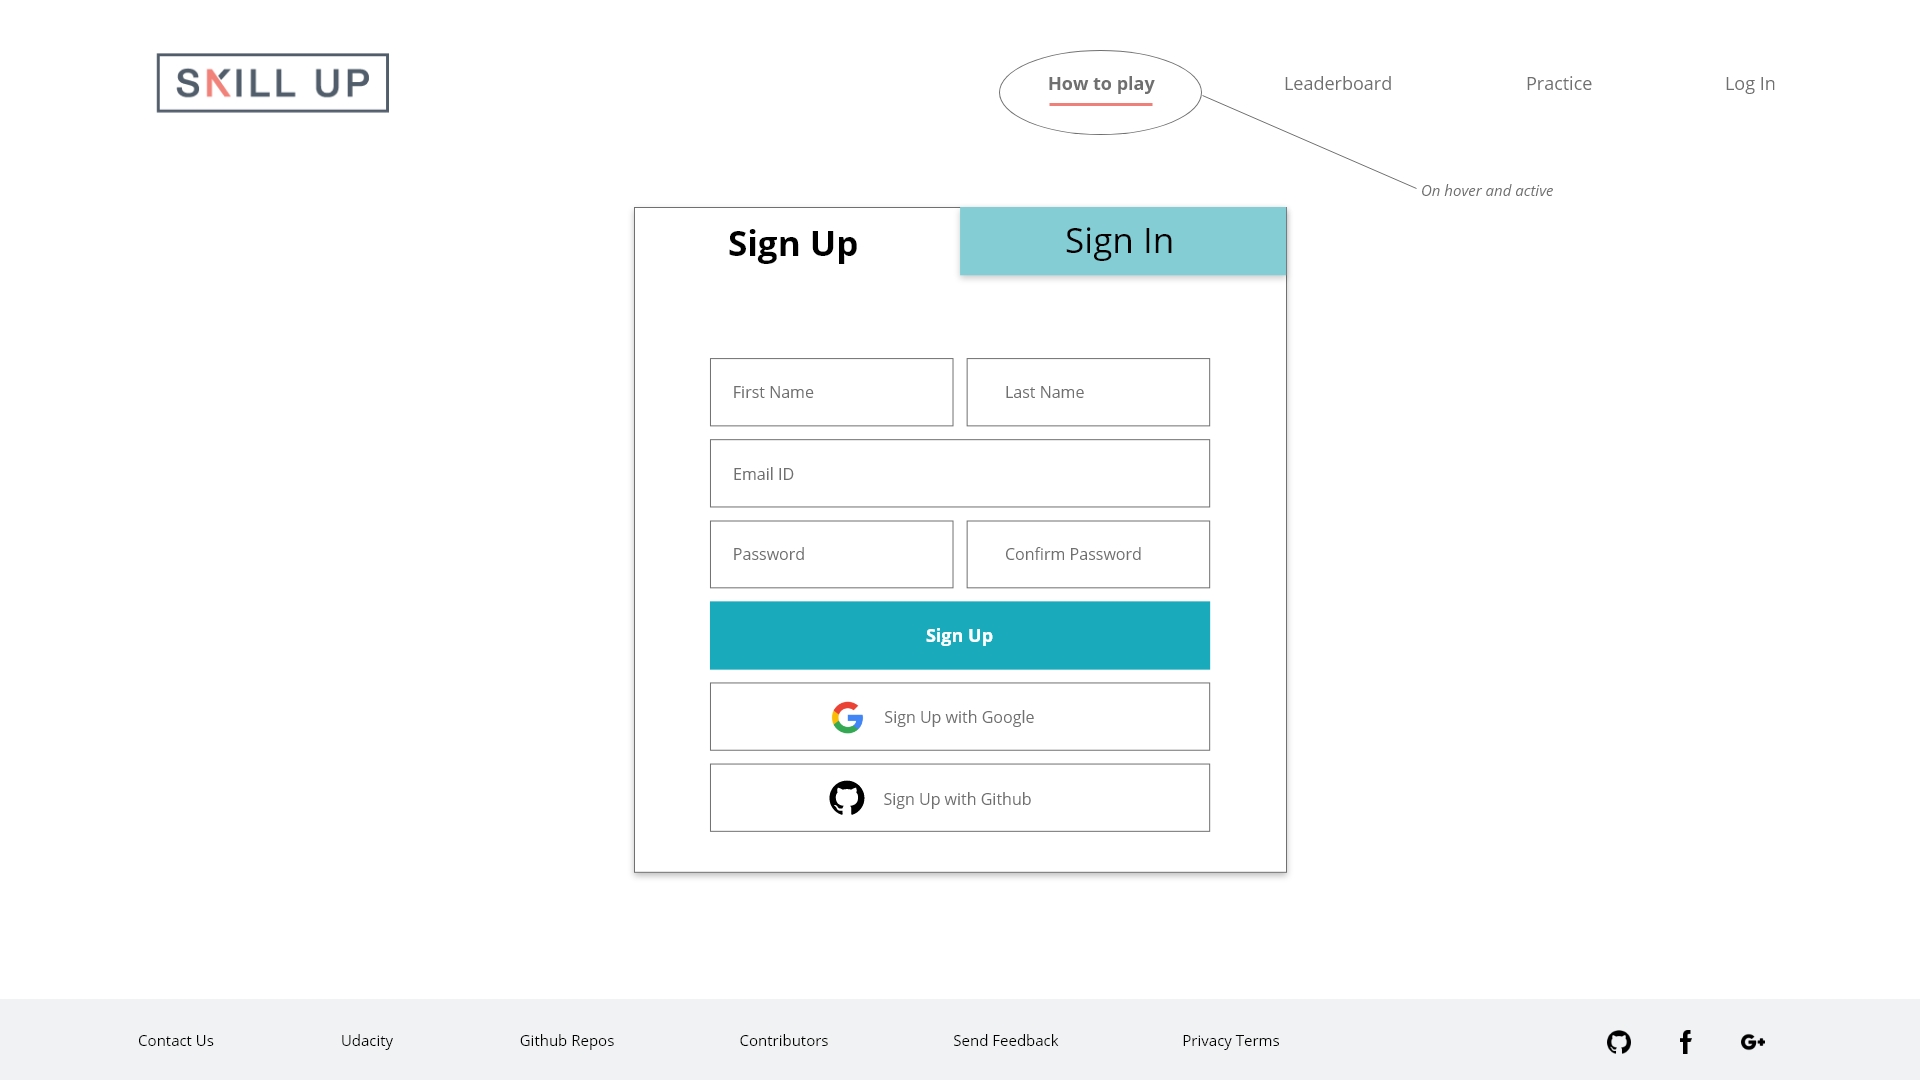 SKILL UP
How to play
Leaderboard
Practice
Log In
On hover and active
Sign Up
Sign In
First Name
Last Name
Email ID
Password
Confirm Password
Sign Up
Sign Up with Google
Sign Up with Github
Contact Us
Udacity
Github Repos
Contributors
Send Feedback
Privacy Terms
G+